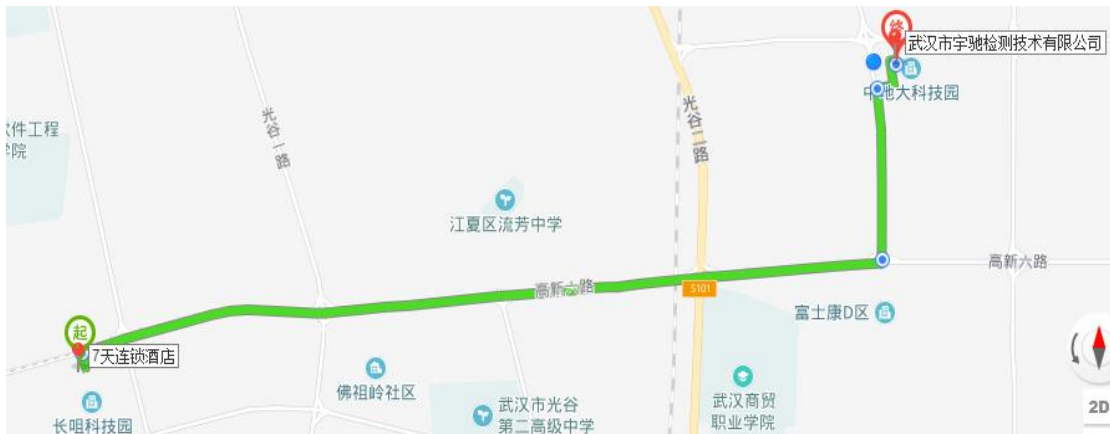 终
武汉市宇驰检测技术有限公司
中地大科技园
光谷一路
光谷二路
件工程
学院
江夏区流芳中学
高新六路
高新六路
S101
富士康D区
起
7天连锁酒店
佛祖岭社区
武汉商贸
职业学院
武汉市光谷
第二高级中学
长咀科技园
2D